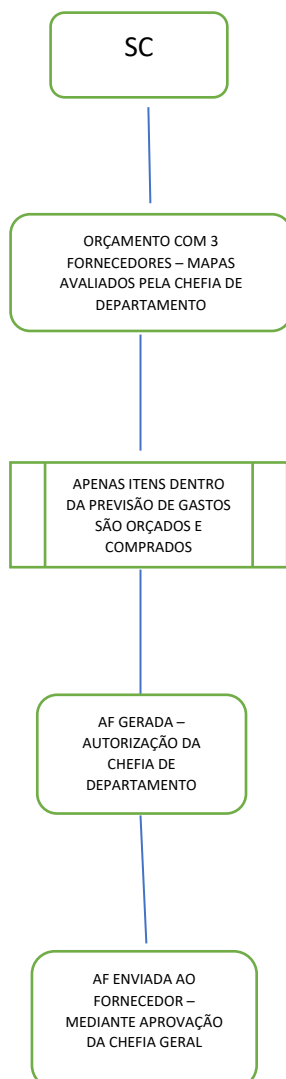 SC
ORÇAMENTO COM 3
FORNECEDORES – MAPAS
AVALIADOS PELA CHEFIA DE
DEPARTAMENTO
APENAS ITENS DENTRO
DA PREVISÃO DE GASTOS
SÃO ORÇADOS E
COMPRADOS
AF GERADA –
AUTORIZAÇÃO DA
CHEFIA DE
DEPARTAMENTO
AF ENVIADA AO
FORNECEDOR –
MEDIANTE APROVAÇÃO
DA CHEFIA GERAL